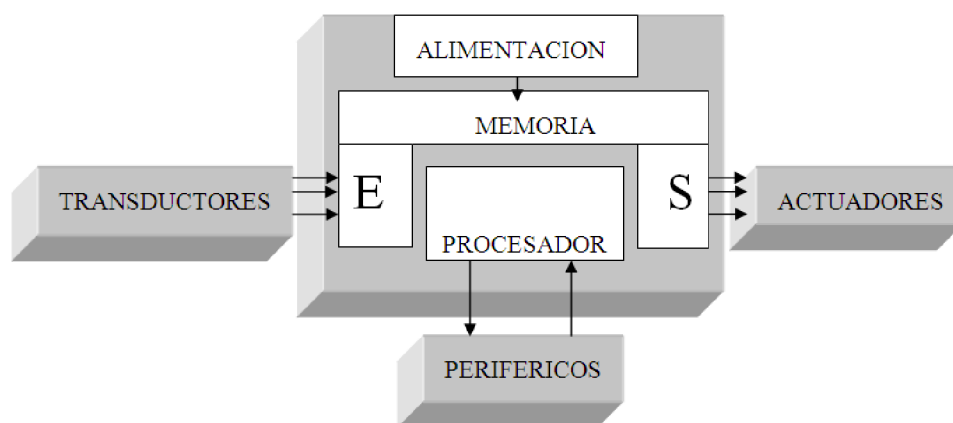 ALIMENTACION
MEMORIA
TRANSDUCTORES
E
S
ACTUADORES
PROCESADOR
PERIFERICOS